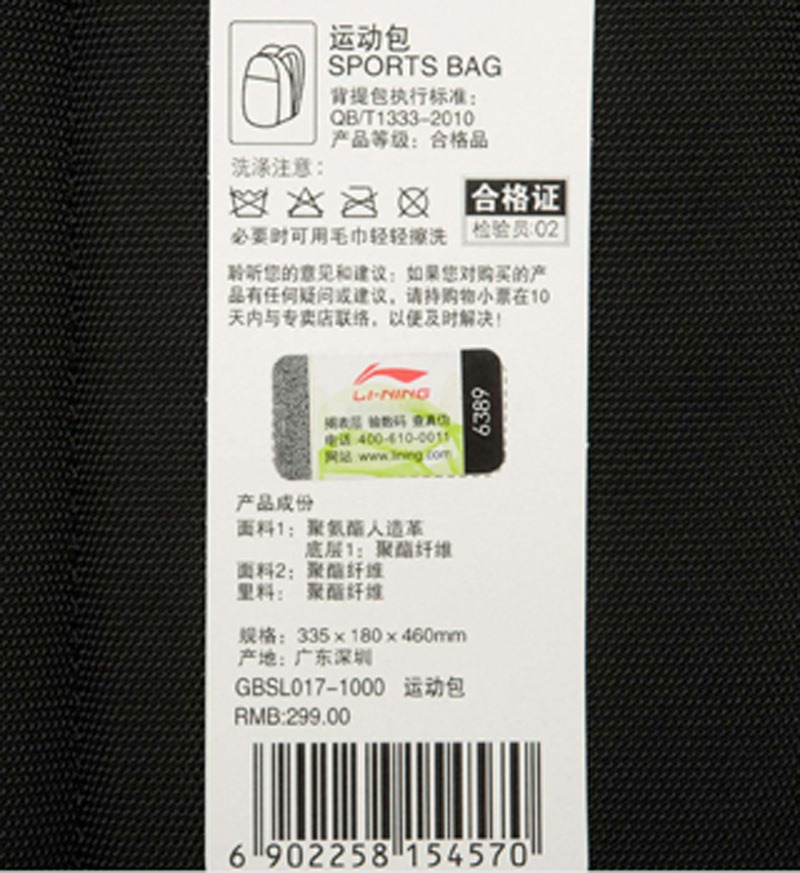 运动包
SPORTS BAG
背提包执行标准：
QB/T1333-2010
产品等级：合格品
洗涤注意：
合格证
检验员:02
必要时可用毛巾轻轻擦洗
聆听您的意见和建议：如果您对购买的产
品有任何疑问或建议，请持购物小票在10
天内与专卖店联络，以便及时解决！
LI-NING
揭表层 输数码 查真伪
电话:400-610-0011
网站:www.lining.com
6389
产品成份
面料1：聚氨酯人造革
底层1：聚酯纤维
面料2：聚酯纤维
里料：聚酯纤维
规格：335×180×460mm
产地：广东深圳
GBSL017-1000 运动包
RMB:299.00
6 902258 154570